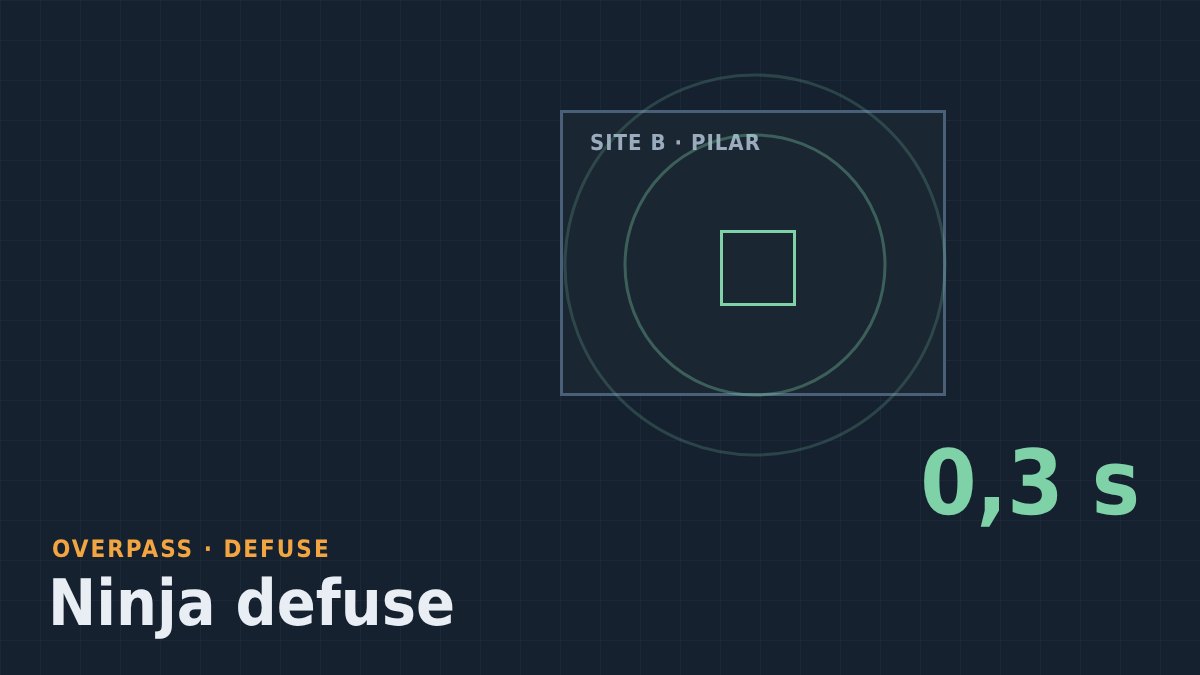 SITE B · PILAR
0,3 s
OVERPASS · DEFUSE
Ninja defuse